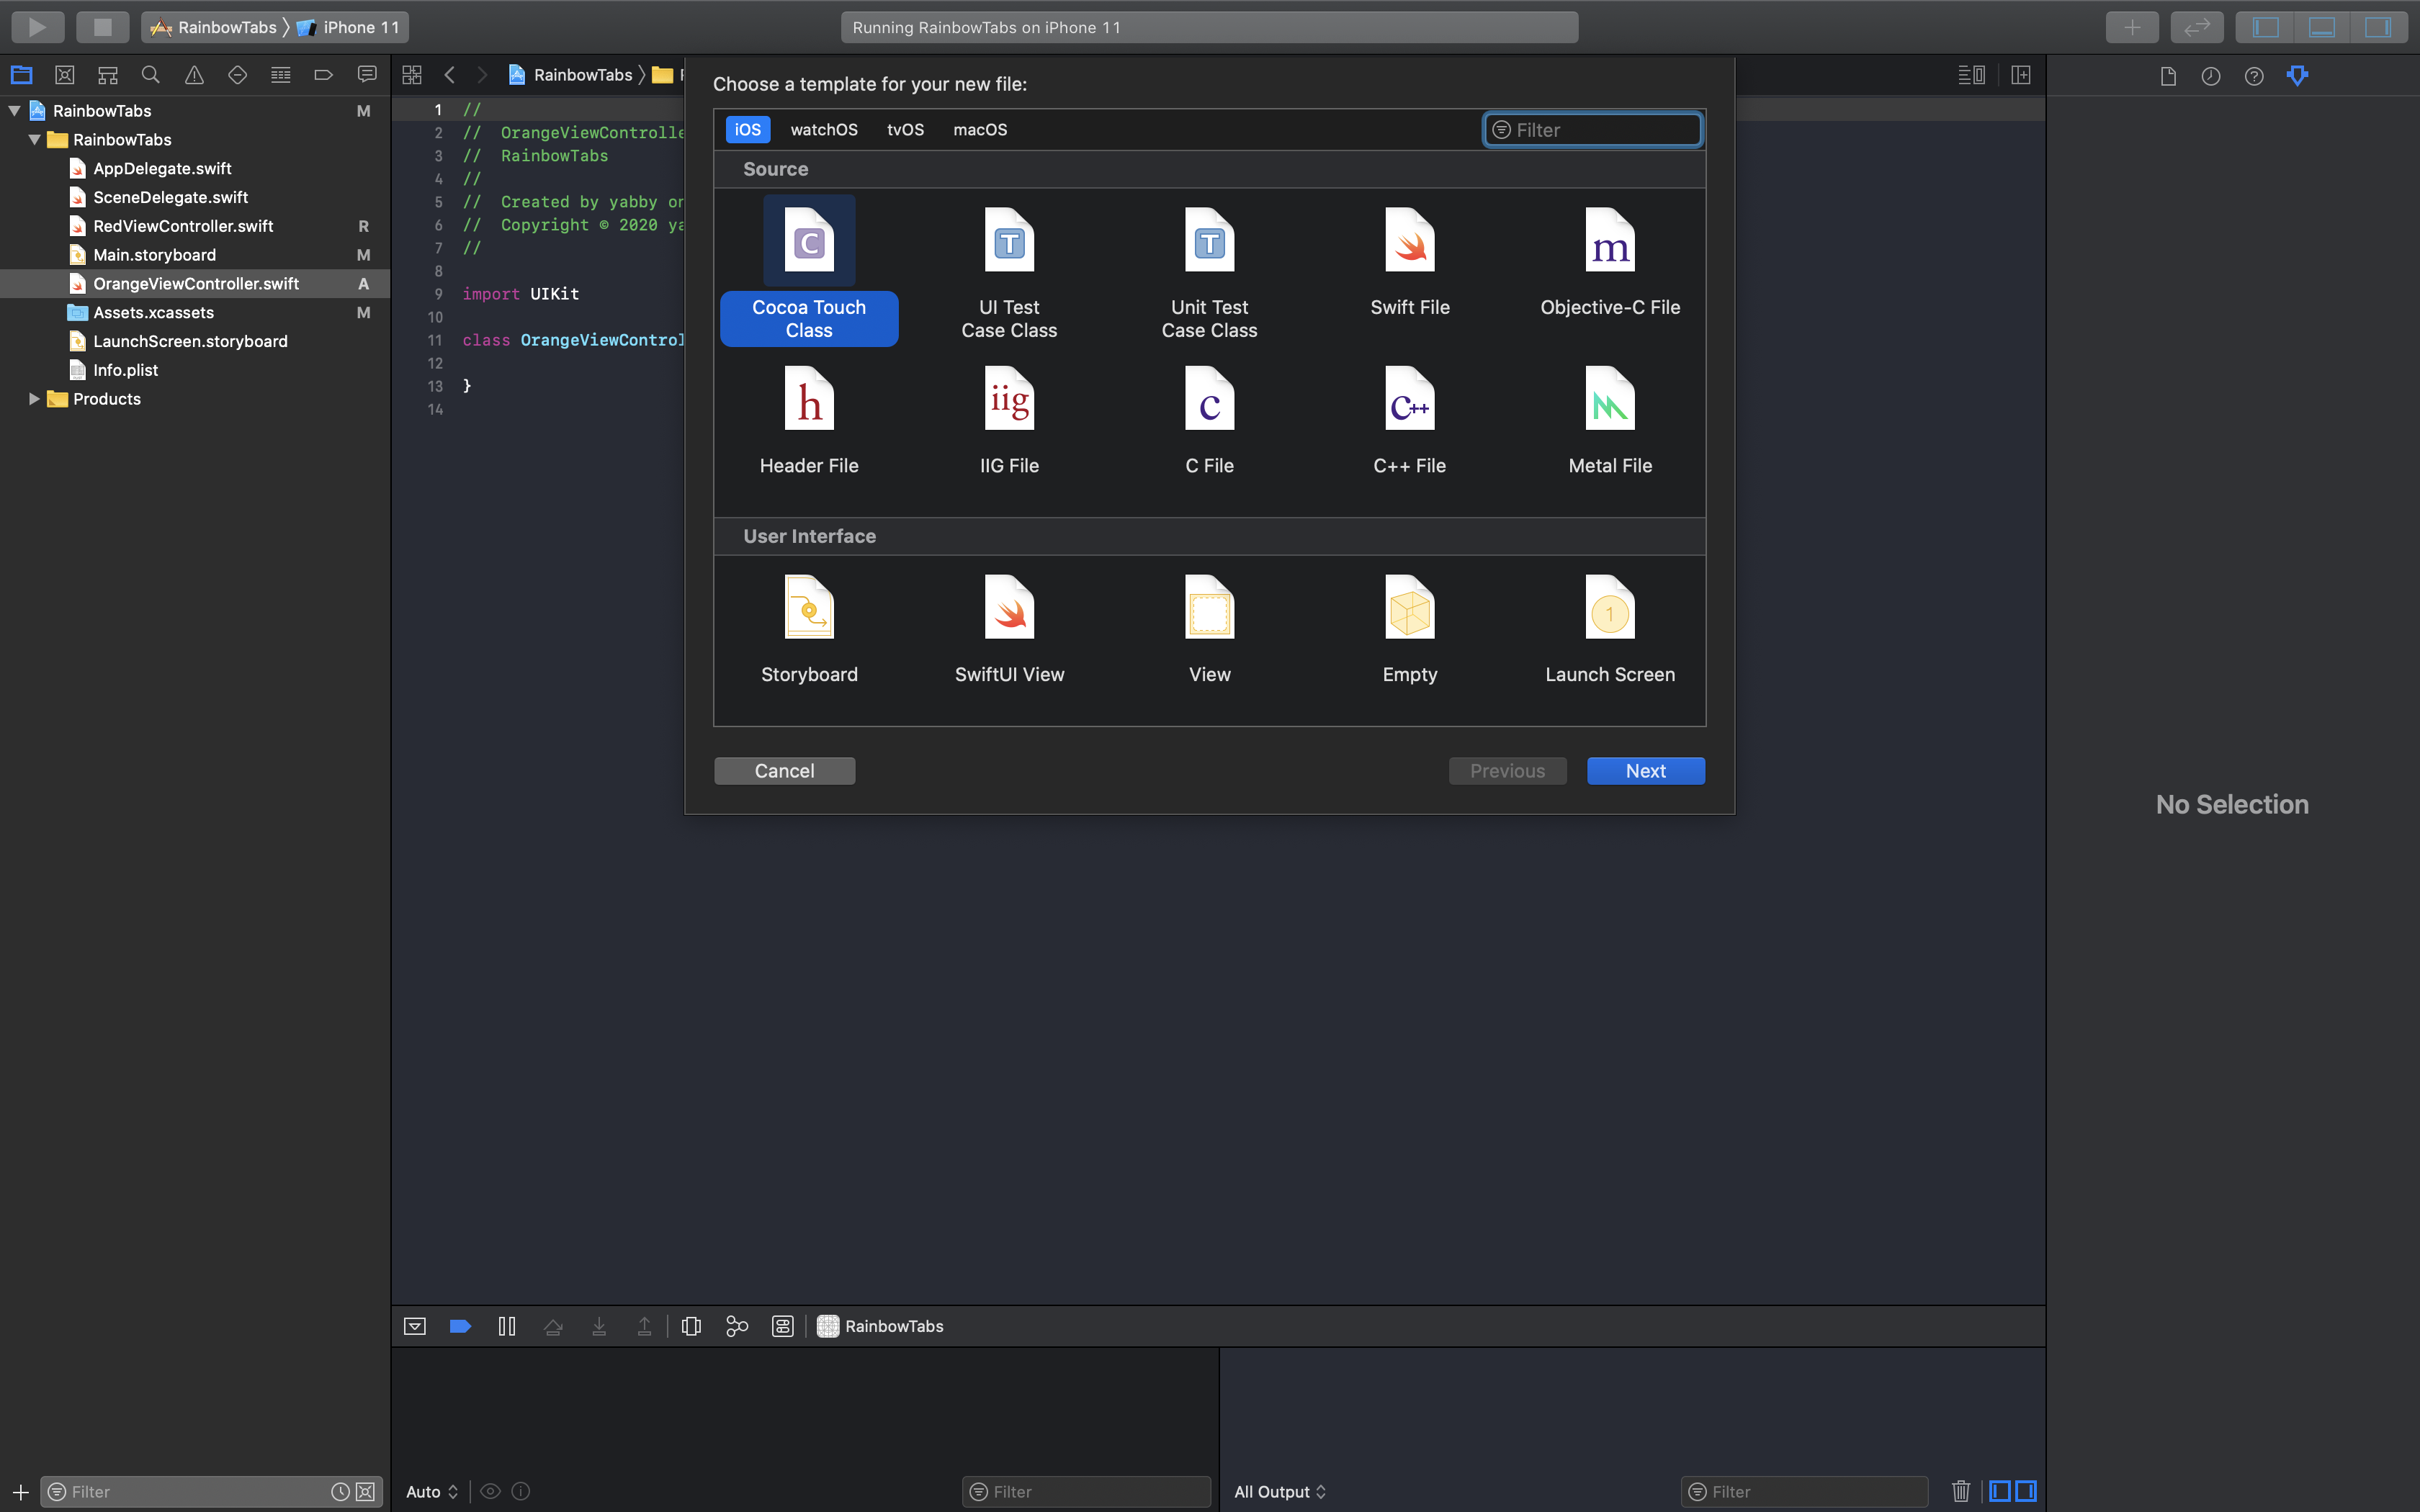 RainbowTabs 〉 iPhone 11
Running RainbowTabs on iPhone 11
RainbowTabs M
RainbowTabs
AppDelegate.swift
SceneDelegate.swift
RedViewController.swift R
Main.storyboard M
OrangeViewController.swift A
Assets.xcassets M
LaunchScreen.storyboard
Info.plist
Products
Filter
RainbowTabs 〉
1 //
2 // OrangeViewControlle
3 // RainbowTabs
4 //
5 // Created by yabby on
6 // Copyright © 2020 ya
7 //
8
9 import UIKit
10
11 class OrangeViewControl
12
13 }
14
Choose a template for your new file:
iOS watchOS tvOS macOS Filter
Source
C T T m
Cocoa Touch
Class
UI Test
Case Class
Unit Test
Case Class
Swift File
Objective-C File
h iig c C++
Header File
IIG File
C File
C++ File
Metal File
User Interface
1
Storyboard
SwiftUI View
View
Empty
Launch Screen
Cancel Previous Next
No Selection
RainbowTabs
Auto Filter
All Output Filter